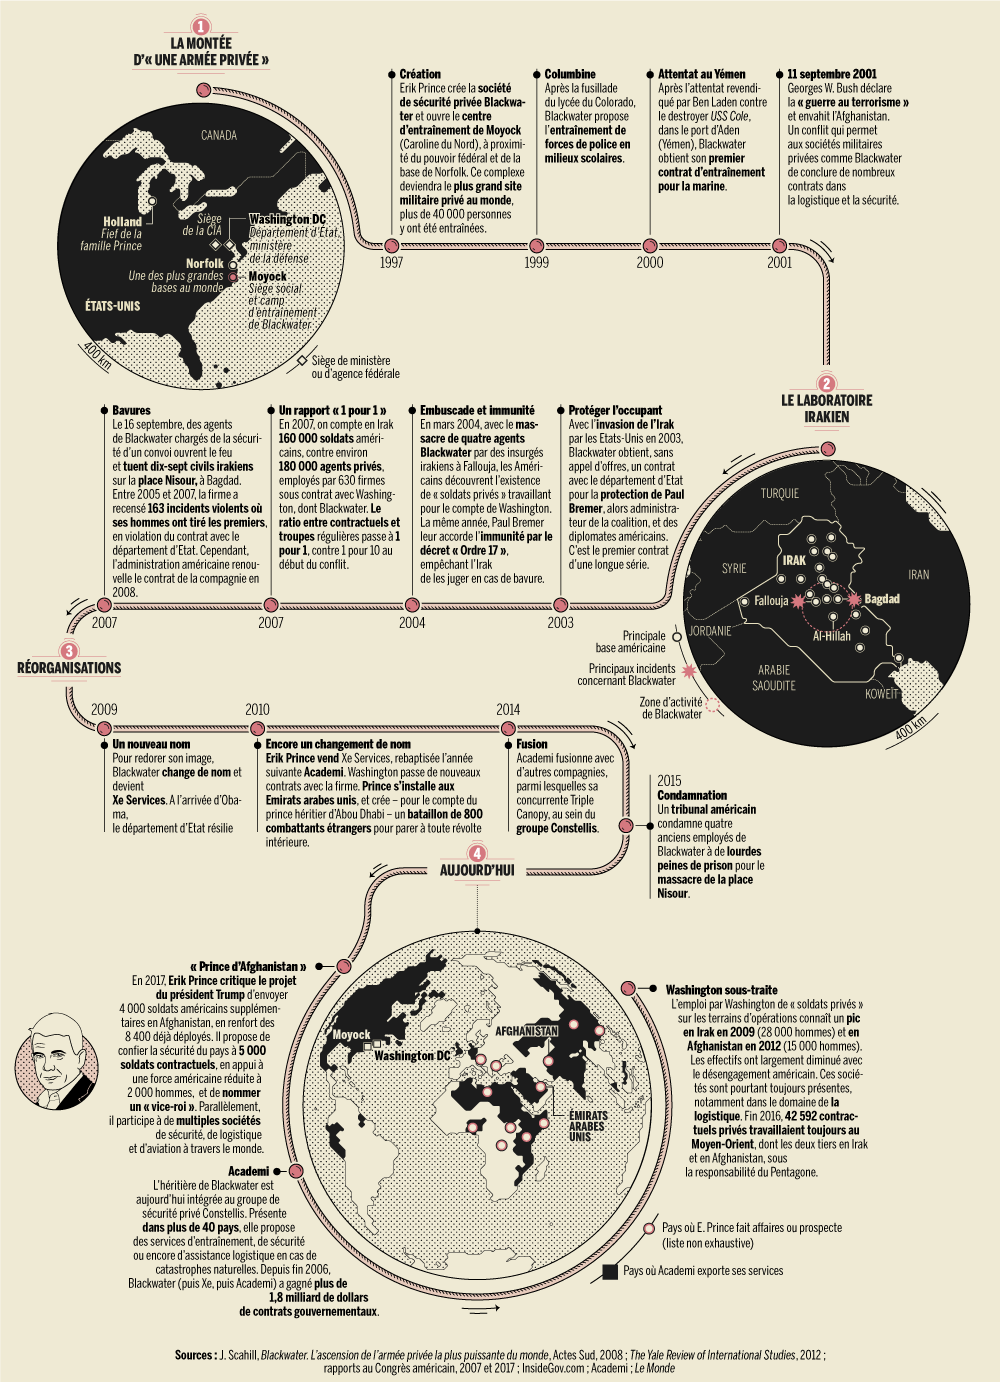 1
LA MONTÉE
D'« UNE ARMÉE PRIVÉE »
CANADA
Holland
Fief de la
famille Prince
Siège
de la CIA
Washington DC
Département d'État,
ministère
de la défense
Norfolk
Une des plus grandes
bases au monde
Moyock
Siège social
et camp
d'entraînement
de Blackwater
ÉTATS-UNIS
400 km
Siège de ministère
ou d'agence fédérale
Création
Erik Prince crée la société
de sécurité privée Blackwa-
ter et ouvre le centre
d'entraînement de Moyock
(Caroline du Nord), à proximi-
té du pouvoir fédéral et de la
base de Norfolk. Ce complexe
deviendra le plus grand site
militaire privé au monde,
plus de 40 000 personnes
y ont été entraînées.
1997
Columbine
Après la fusillade
du lycée du Colorado,
Blackwater propose
l'entraînement de
forces de police en
milieux scolaires.
1999
Attentat au Yémen
Après l'attentat revendi-
qué par Ben Laden contre
le destroyer USS Cole,
dans le port d'Aden
(Yémen), Blackwater
obtient son premier
contrat d'entraînement
pour la marine.
2000
11 septembre 2001
Georges W. Bush déclare
la « guerre au terrorisme »
et envahit l'Afghanistan.
Un conflit qui permet
aux sociétés militaires
privées comme Blackwater
de conclure de nombreux
contrats dans
la logistique et la sécurité.
2001
2
LE LABORATOIRE
IRAKIEN
Bavures
Le 16 septembre, des agents
de Blackwater chargés de la sécuri-
té d'un convoi ouvrent le feu
et tuent dix-sept civils irakiens
sur la place Nisour, à Bagdad.
Entre 2005 et 2007, la firme a
recensé 163 incidents violents où
ses hommes ont tiré les premiers,
en violation du contrat avec le
département d'Etat. Cependant,
l'administration américaine renou-
velle le contrat de la compagnie en
2008.
2007
Un rapport « 1 pour 1 »
En 2007, on compte en Irak
160 000 soldats améri-
cains, contre environ
180 000 agents privés,
employés par 630 firmes
sous contrat avec Washing-
ton, dont Blackwater. Le
ratio entre contractuels et
troupes régulières passe à 1
pour 1, contre 1 pour 10 au
début du conflit.
2007
Embuscade et immunité
En mars 2004, avec le mas-
sacre de quatre agents
Blackwater par des insurgés
irakiens à Fallouja, les Améri-
cains découvrent l'existence
de « soldats privés » travaillant
pour le compte de Washington.
La même année, Paul Bremer
leur accorde l'immunité par le
décret « Ordre 17 »,
empêchant l'Irak
de les juger en cas de bavure.
2004
Protéger l'occupant
Avec l'invasion de l'Irak
par les Etats-Unis en 2003,
Blackwater obtient, sans
appel d'offres, un contrat
avec le département d'Etat
pour la protection de Paul
Bremer, alors administra-
teur de la coalition, et des
diplomates américains.
C'est le premier contrat
d'une longue série.
2003
TURQUIE
SYRIE
IRAK
IRAN
Fallouja
Bagdad
Al-Hillah
JORDANIE
ARABIE
SAOUDITE
KOWEÏT
400 km
Principale
base américaine
Principaux incidents
concernant Blackwater
Zone d'activité
de Blackwater
3
RÉORGANISATIONS
2009
Un nouveau nom
Pour redorer son image,
Blackwater change de nom et
devient
Xe Services. A l'arrivée d'Oba-
ma,
le département d'Etat résilie
2010
Encore un changement de nom
Erik Prince vend Xe Services, rebaptisée l'année
suivante Academi. Washington passe de nouveaux
contrats avec la firme. Prince s'installe aux
Emirats arabes unis, et crée – pour le compte du
prince héritier d'Abou Dhabi – un bataillon de 800
combattants étrangers pour parer à toute révolte
intérieure.
2014
Fusion
Academi fusionne avec
d'autres compagnies,
parmi lesquelles sa
concurrente Triple
Canopy, au sein du
groupe Constellis.
2015
Condamnation
Un tribunal américain
condamne quatre
anciens employés de
Blackwater à de lourdes
peines de prison pour le
massacre de la place
Nisour.
4
AUJOURD'HUI
« Prince d'Afghanistan »
En 2017, Erik Prince critique le projet
du président Trump d'envoyer
4 000 soldats américains supplémen-
taires en Afghanistan, en renfort des
8 400 déjà déployés. Il propose de
confier la sécurité du pays à 5 000
soldats contractuels, en appui à
une force américaine réduite à
2 000 hommes, et de nommer
un « vice-roi ». Parallèlement,
il participe à de multiples sociétés
de sécurité, de logistique
et d'aviation à travers le monde.
Academi
L'héritière de Blackwater est
aujourd'hui intégrée au groupe de
sécurité privé Constellis. Présente
dans plus de 40 pays, elle propose
des services d'entraînement, de sécurité
ou encore d'assistance logistique en cas de
catastrophes naturelles. Depuis fin 2006,
Blackwater (puis Xe, puis Academi) a gagné plus de
1,8 milliard de dollars
de contrats gouvernementaux.
Moyock
Washington DC
AFGHANISTAN
ÉMIRATS
ARABES
UNIS
Washington sous-traite
L'emploi par Washington de « soldats privés »
sur les terrains d'opérations connaît un pic
en Irak en 2009 (28 000 hommes) et en
Afghanistan en 2012 (15 000 hommes).
Les effectifs ont largement diminué avec
le désengagement américain. Ces socié-
tés sont pourtant toujours présentes,
notamment dans le domaine de la
logistique. Fin 2016, 42 592 contrac-
tuels privés travaillaient toujours au
Moyen-Orient, dont les deux tiers en Irak
et en Afghanistan, sous
la responsabilité du Pentagone.
Pays où E. Prince fait affaires ou prospecte
(liste non exhaustive)
Pays où Academi exporte ses services
Sources : J. Scahill, Blackwater. L'ascension de l'armée privée la plus puissante du monde, Actes Sud, 2008 ; The Yale Review of International Studies, 2012 ;
rapports au Congrès américain, 2007 et 2017 ; InsideGov.com ; Academi ; Le Monde